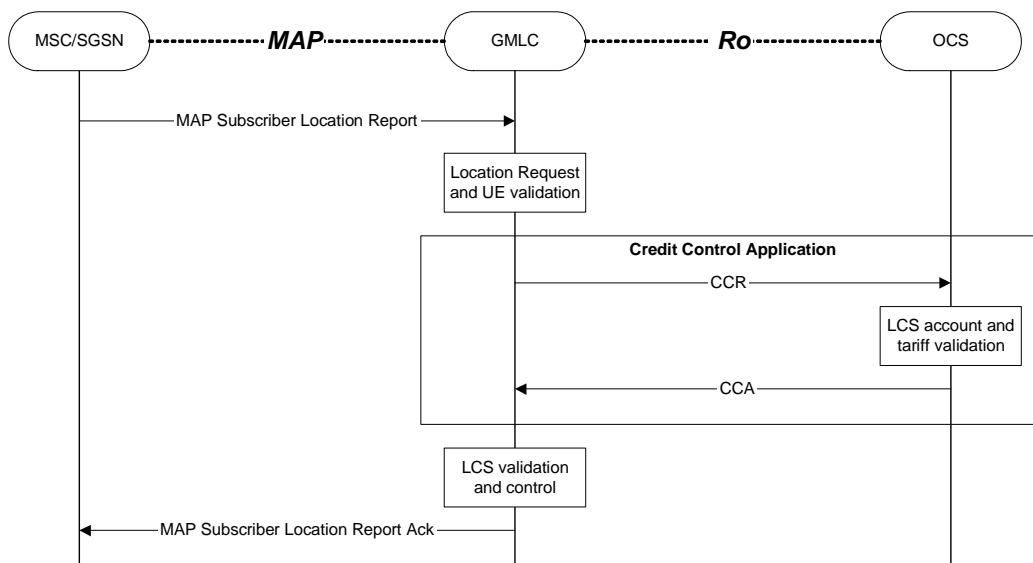 MSC/SGSN
MAP
GMLC
Ro
OCS
MAP Subscriber Location Report
Location Request
and UE validation
Credit Control Application
CCR
LCS account and
tariff validation
CCA
LCS validation
and control
MAP Subscriber Location Report Ack